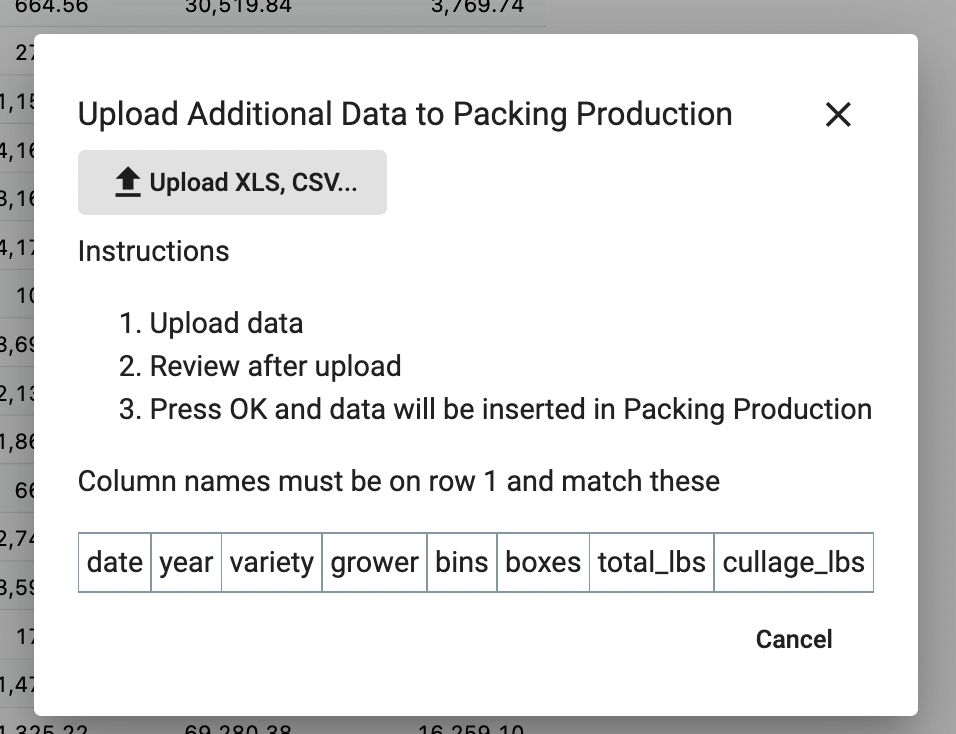 664.56 30,519.84 3,769.74
Upload Additional Data to Packing Production
Upload XLS, CSV...
Instructions
1. Upload data
2. Review after upload
3. Press OK and data will be inserted in Packing Production
Column names must be on row 1 and match these
date year variety grower bins boxes total_lbs cullage_lbs
Cancel
69,280.38 16,259.10